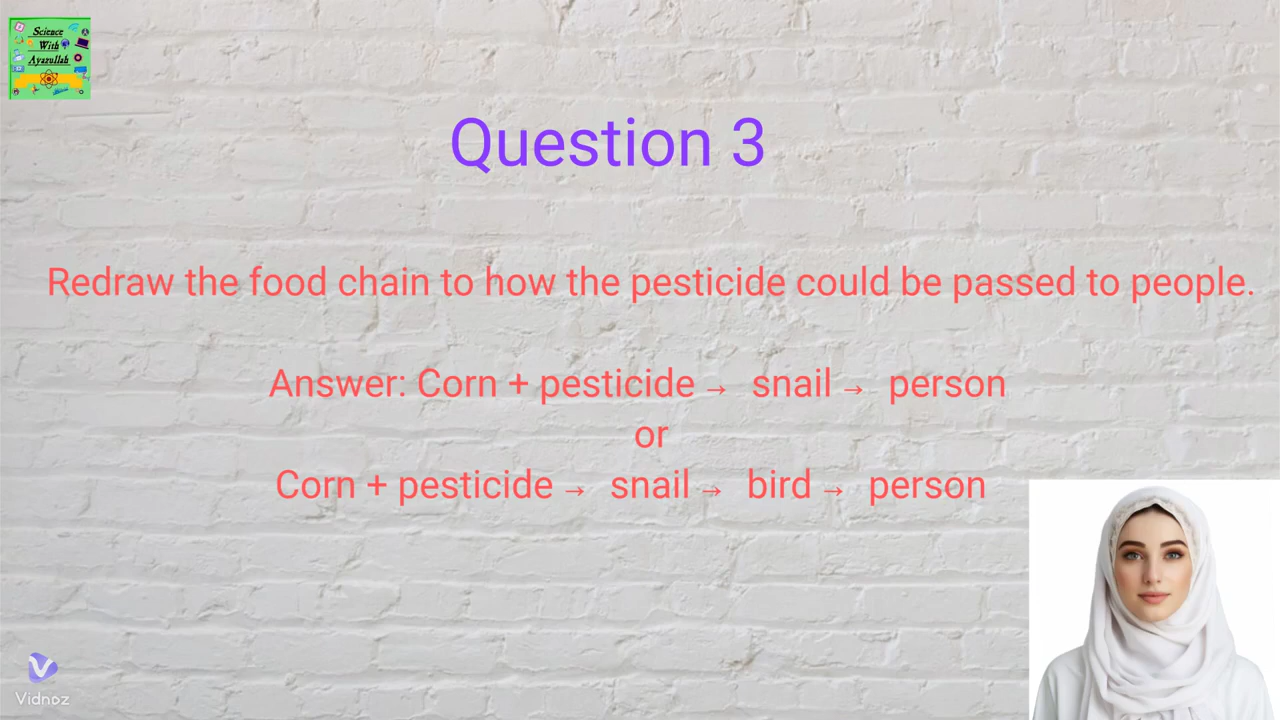 Science
With
Ayazullah
Question 3
Redraw the food chain to how the pesticide could be passed to people.
Answer: Corn + pesticide → snail → person
or
Corn + pesticide → snail → bird → person
Vidnoz